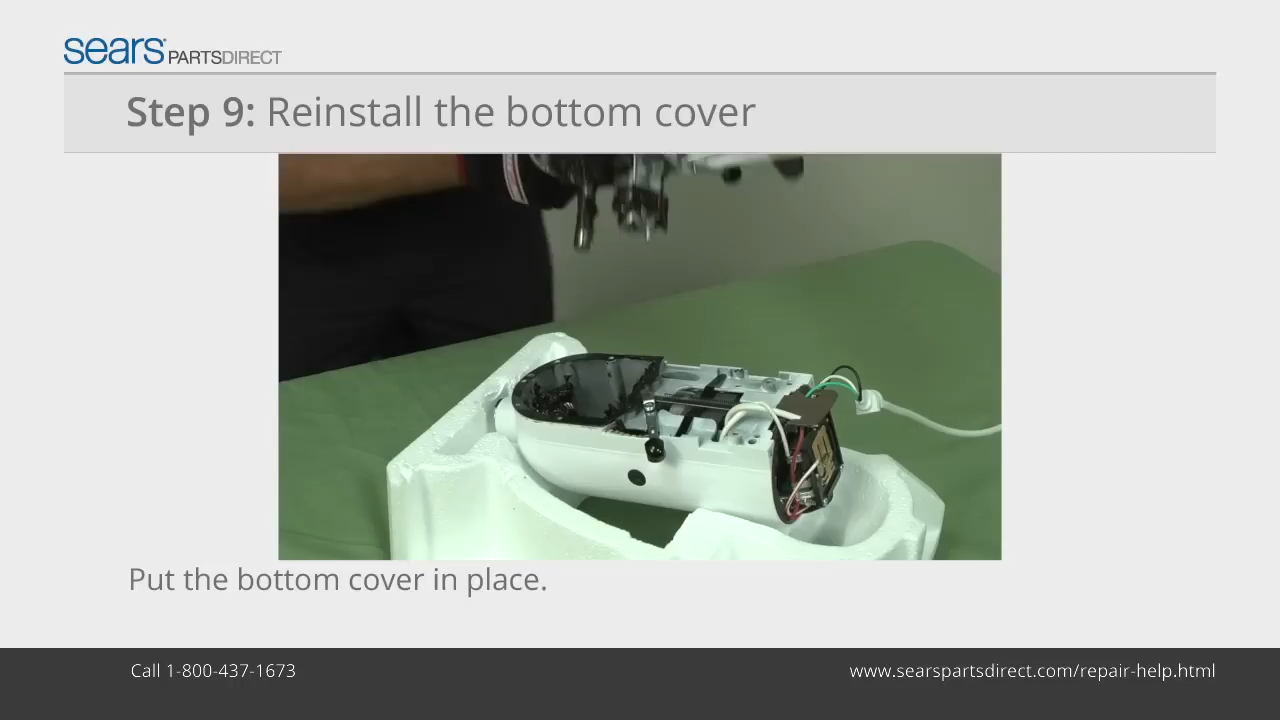 sears PARTSDIRECT
Step 9: Reinstall the bottom cover
Put the bottom cover in place.
Call 1-800-437-1673
www.searspartsdirect.com/repair-help.html